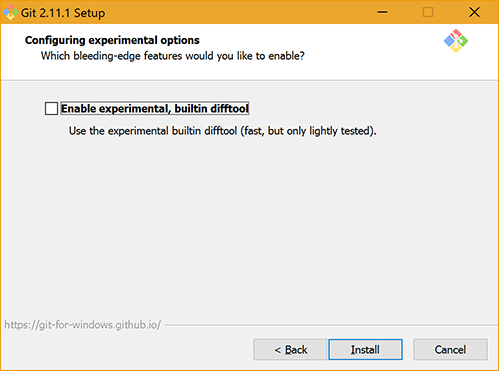 Git 2.11.1 Setup
Configuring experimental options
Which bleeding-edge features would you like to enable?
Enable experimental, builtin difftool
Use the experimental builtin difftool (fast, but only lightly tested).
https://git-for-windows.github.io/
< Back
Install
Cancel